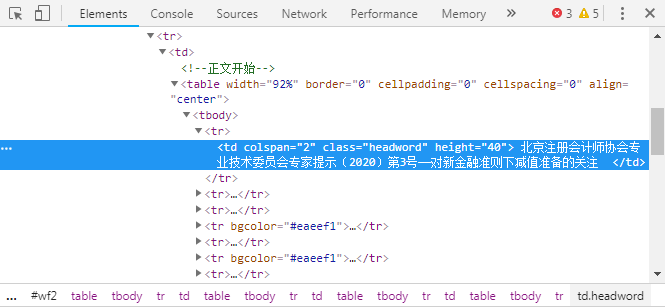 Elements Console Sources Network Performance Memory » 3 5
▼<tr>
▼<td>
<!--正文开始-->
▼<table width="92%" border="0" cellpadding="0" cellspacing="0" align=
"center">
▼<tbody>
▼<tr>
… <td colspan="2" class="headword" height="40"> 北京注册会计师协会专
业技术委员会专家提示（2020）第3号—对新金融准则下减值准备的关注 </td>
</tr>
▶<tr>…</tr>
▶<tr>…</tr>
▶<tr bgcolor="#eaeef1">…</tr>
▶<tr>…</tr>
▶<tr bgcolor="#eaeef1">…</tr>
▶<tr>…</tr>
… #wf2 table tbody tr td table tbody tr td table tbody tr td.headword